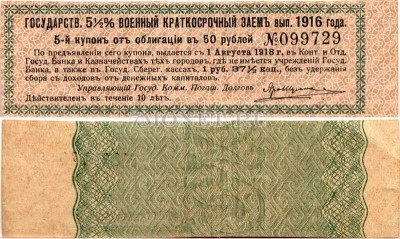 ГОСУДАРСТВ. 5½% ВОЕННЫЙ КРАТКОСРОЧНЫЙ ЗАЕМЪ вып. 1916 года.
5-й купон отъ облигаціи въ 50 рублей №099729
По предъявленіи сего купона, выдается съ 1 Августа 1918 г., въ Конт. и Отд.
Госуд. Банка и Казначействахъ тѣхъ городовъ, гдѣ не имѣется учрежденій Госуд.
Банка, а также въ Госуд. Сберег. кассахъ, 1 руб. 37½ коп., безъ удержанія
сбора съ доходовъ отъ денежныхъ капиталовъ.
Управляющій Госуд. Комм. Погаш. Долговъ
Дѣйствителенъ въ теченіе 10 лѣтъ.